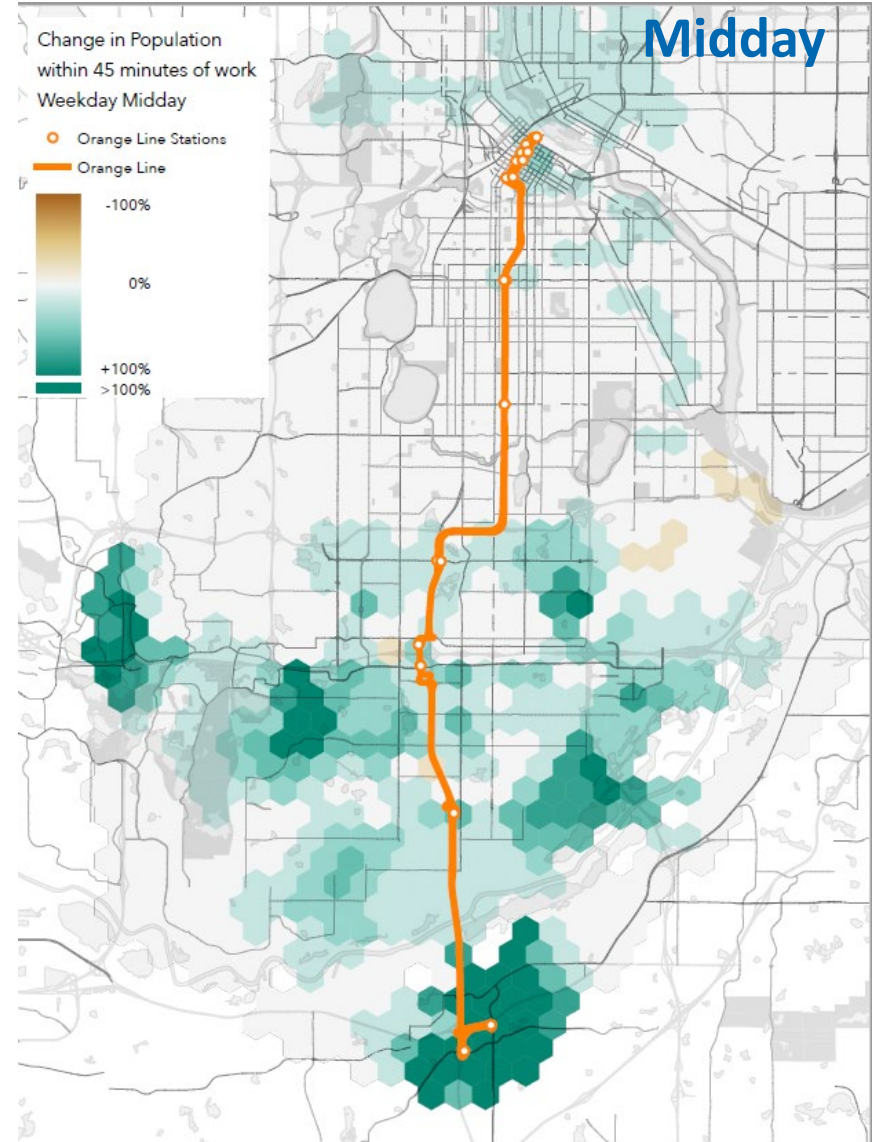 Midday
Change in Population
within 45 minutes of work
Weekday Midday
Orange Line Stations
Orange Line
-100%
0%
+100%
>100%